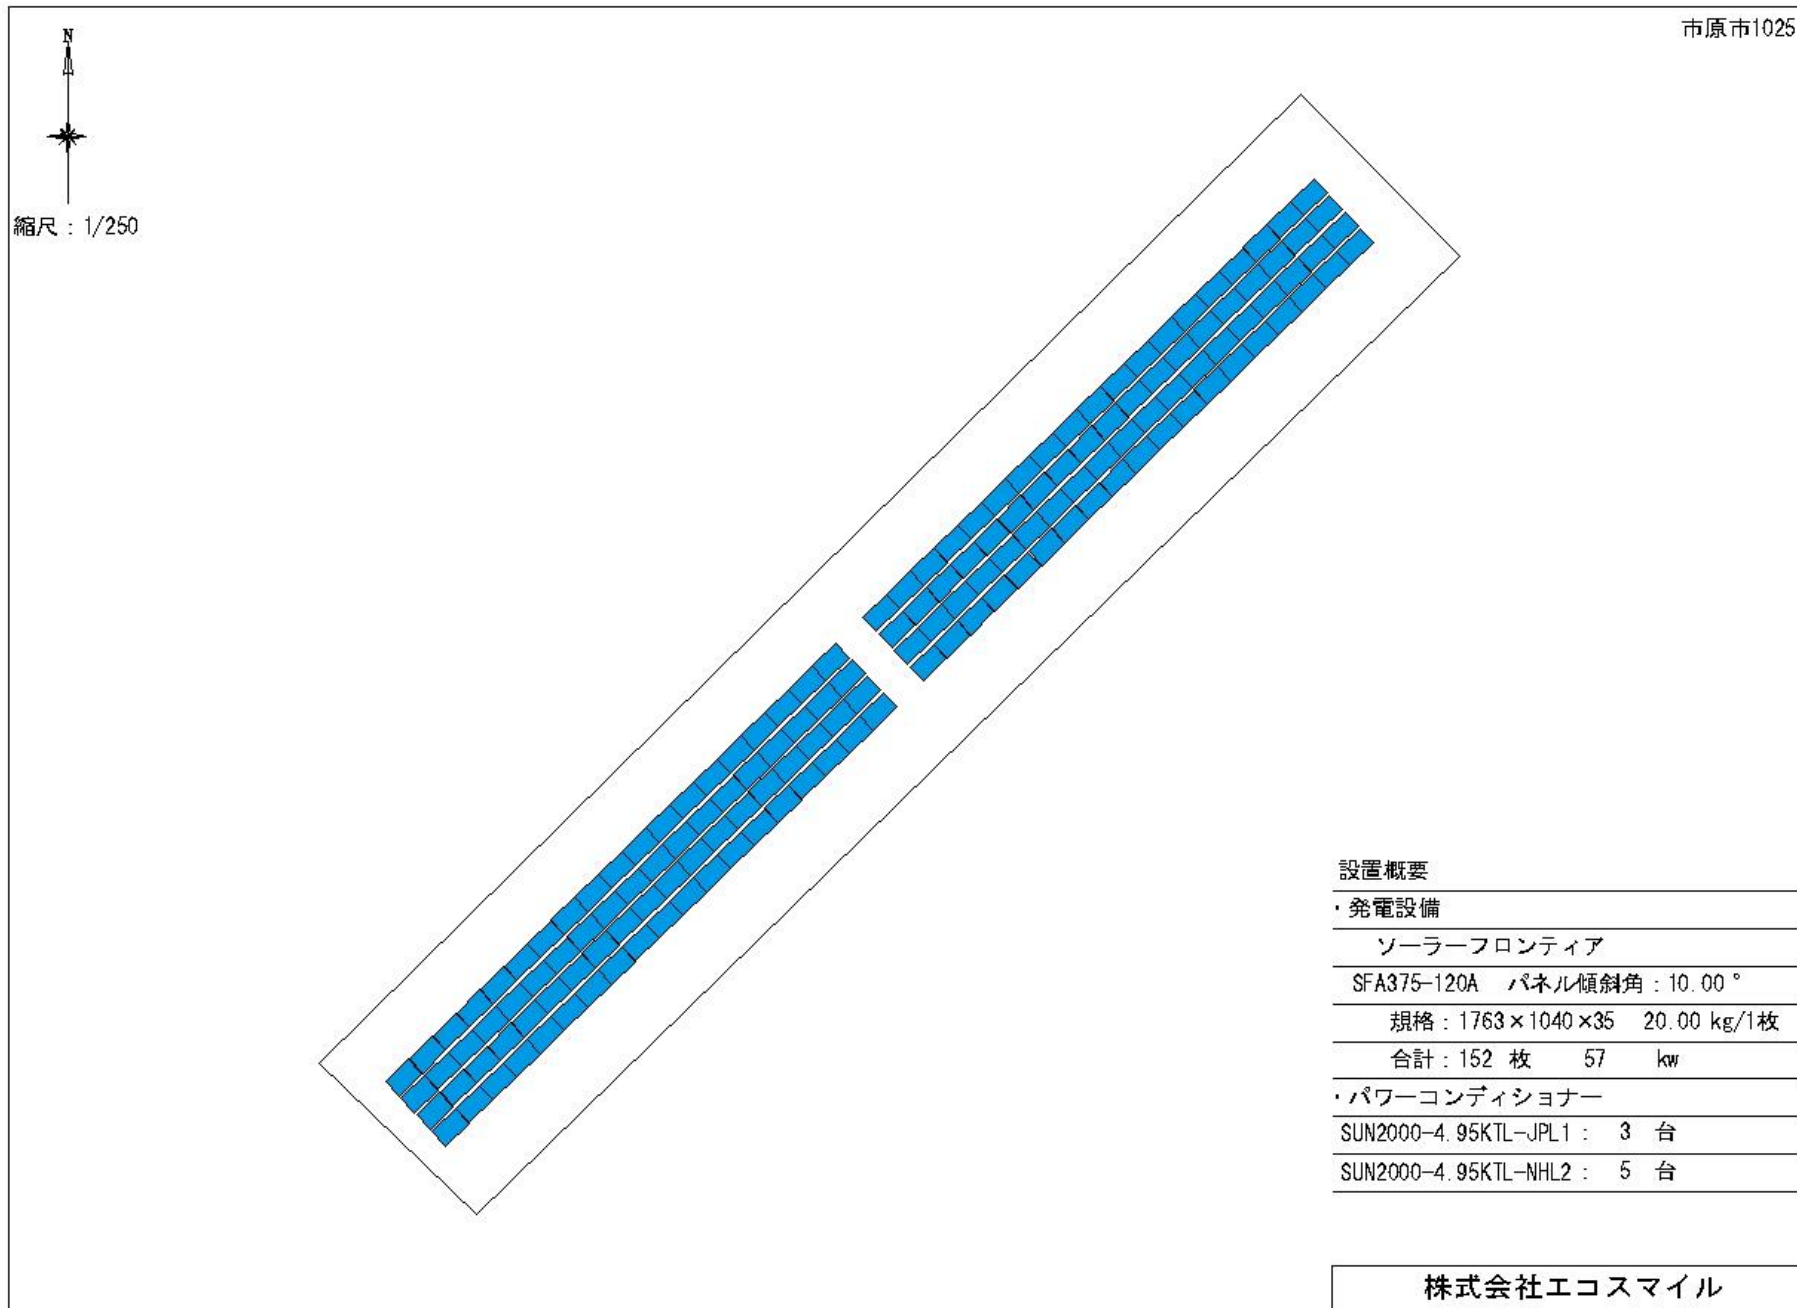 市原市1025
N
縮尺：1/250
設置概要
・発電設備
ソーラーフロンティア
SFA375-120A パネル傾斜角：10.00°
規格：1763×1040×35 20.00 kg/1枚
合計：152 枚 57 kw
・パワーコンディショナー
SUN2000-4.95KTL-JPL1： 3 台
SUN2000-4.95KTL-NHL2： 5 台
株式会社エコスマイル